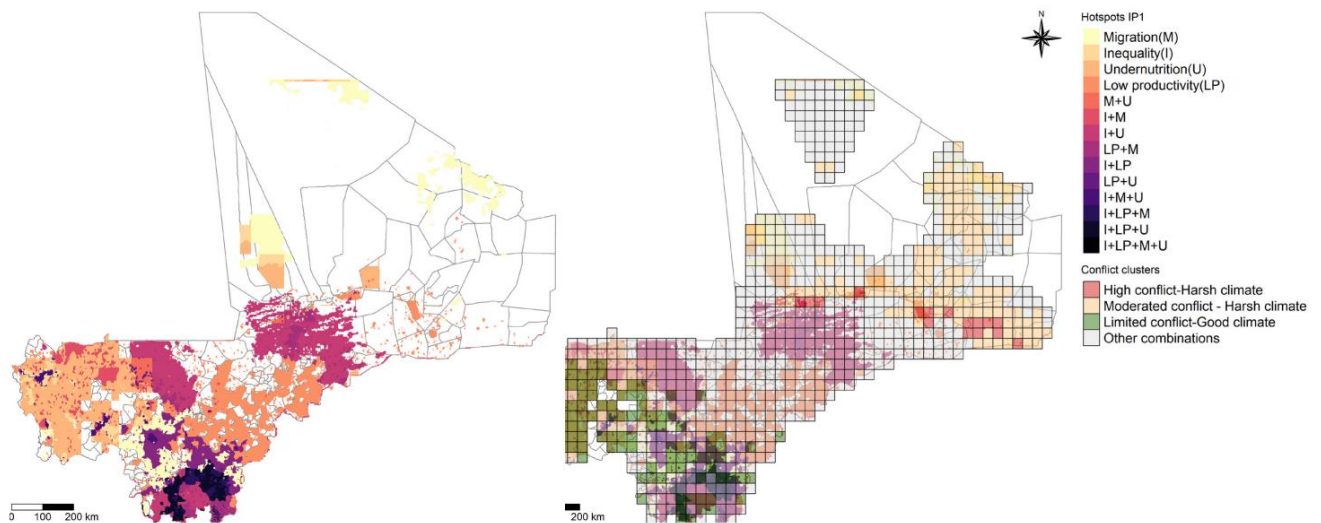 N
Hotspots IP1
Migration(M)
Inequality(I)
Undernutrition(U)
Low productivity(LP)
M+U
I+M
I+U
LP+M
I+LP
LP+U
I+M+U
I+LP+M
I+LP+U
I+LP+M+U
Conflict clusters
High conflict-Harsh climate
Moderated conflict - Harsh climate
Limited conflict-Good climate
Other combinations
0 100 200 km
200 km